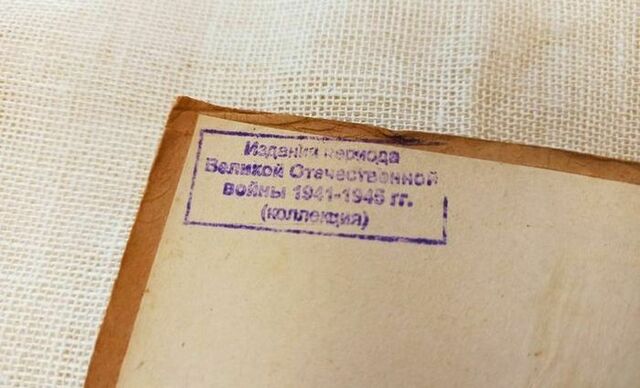 Издания периода
Великой Отечественной
войны 1941-1945 гг.
(коллекция)